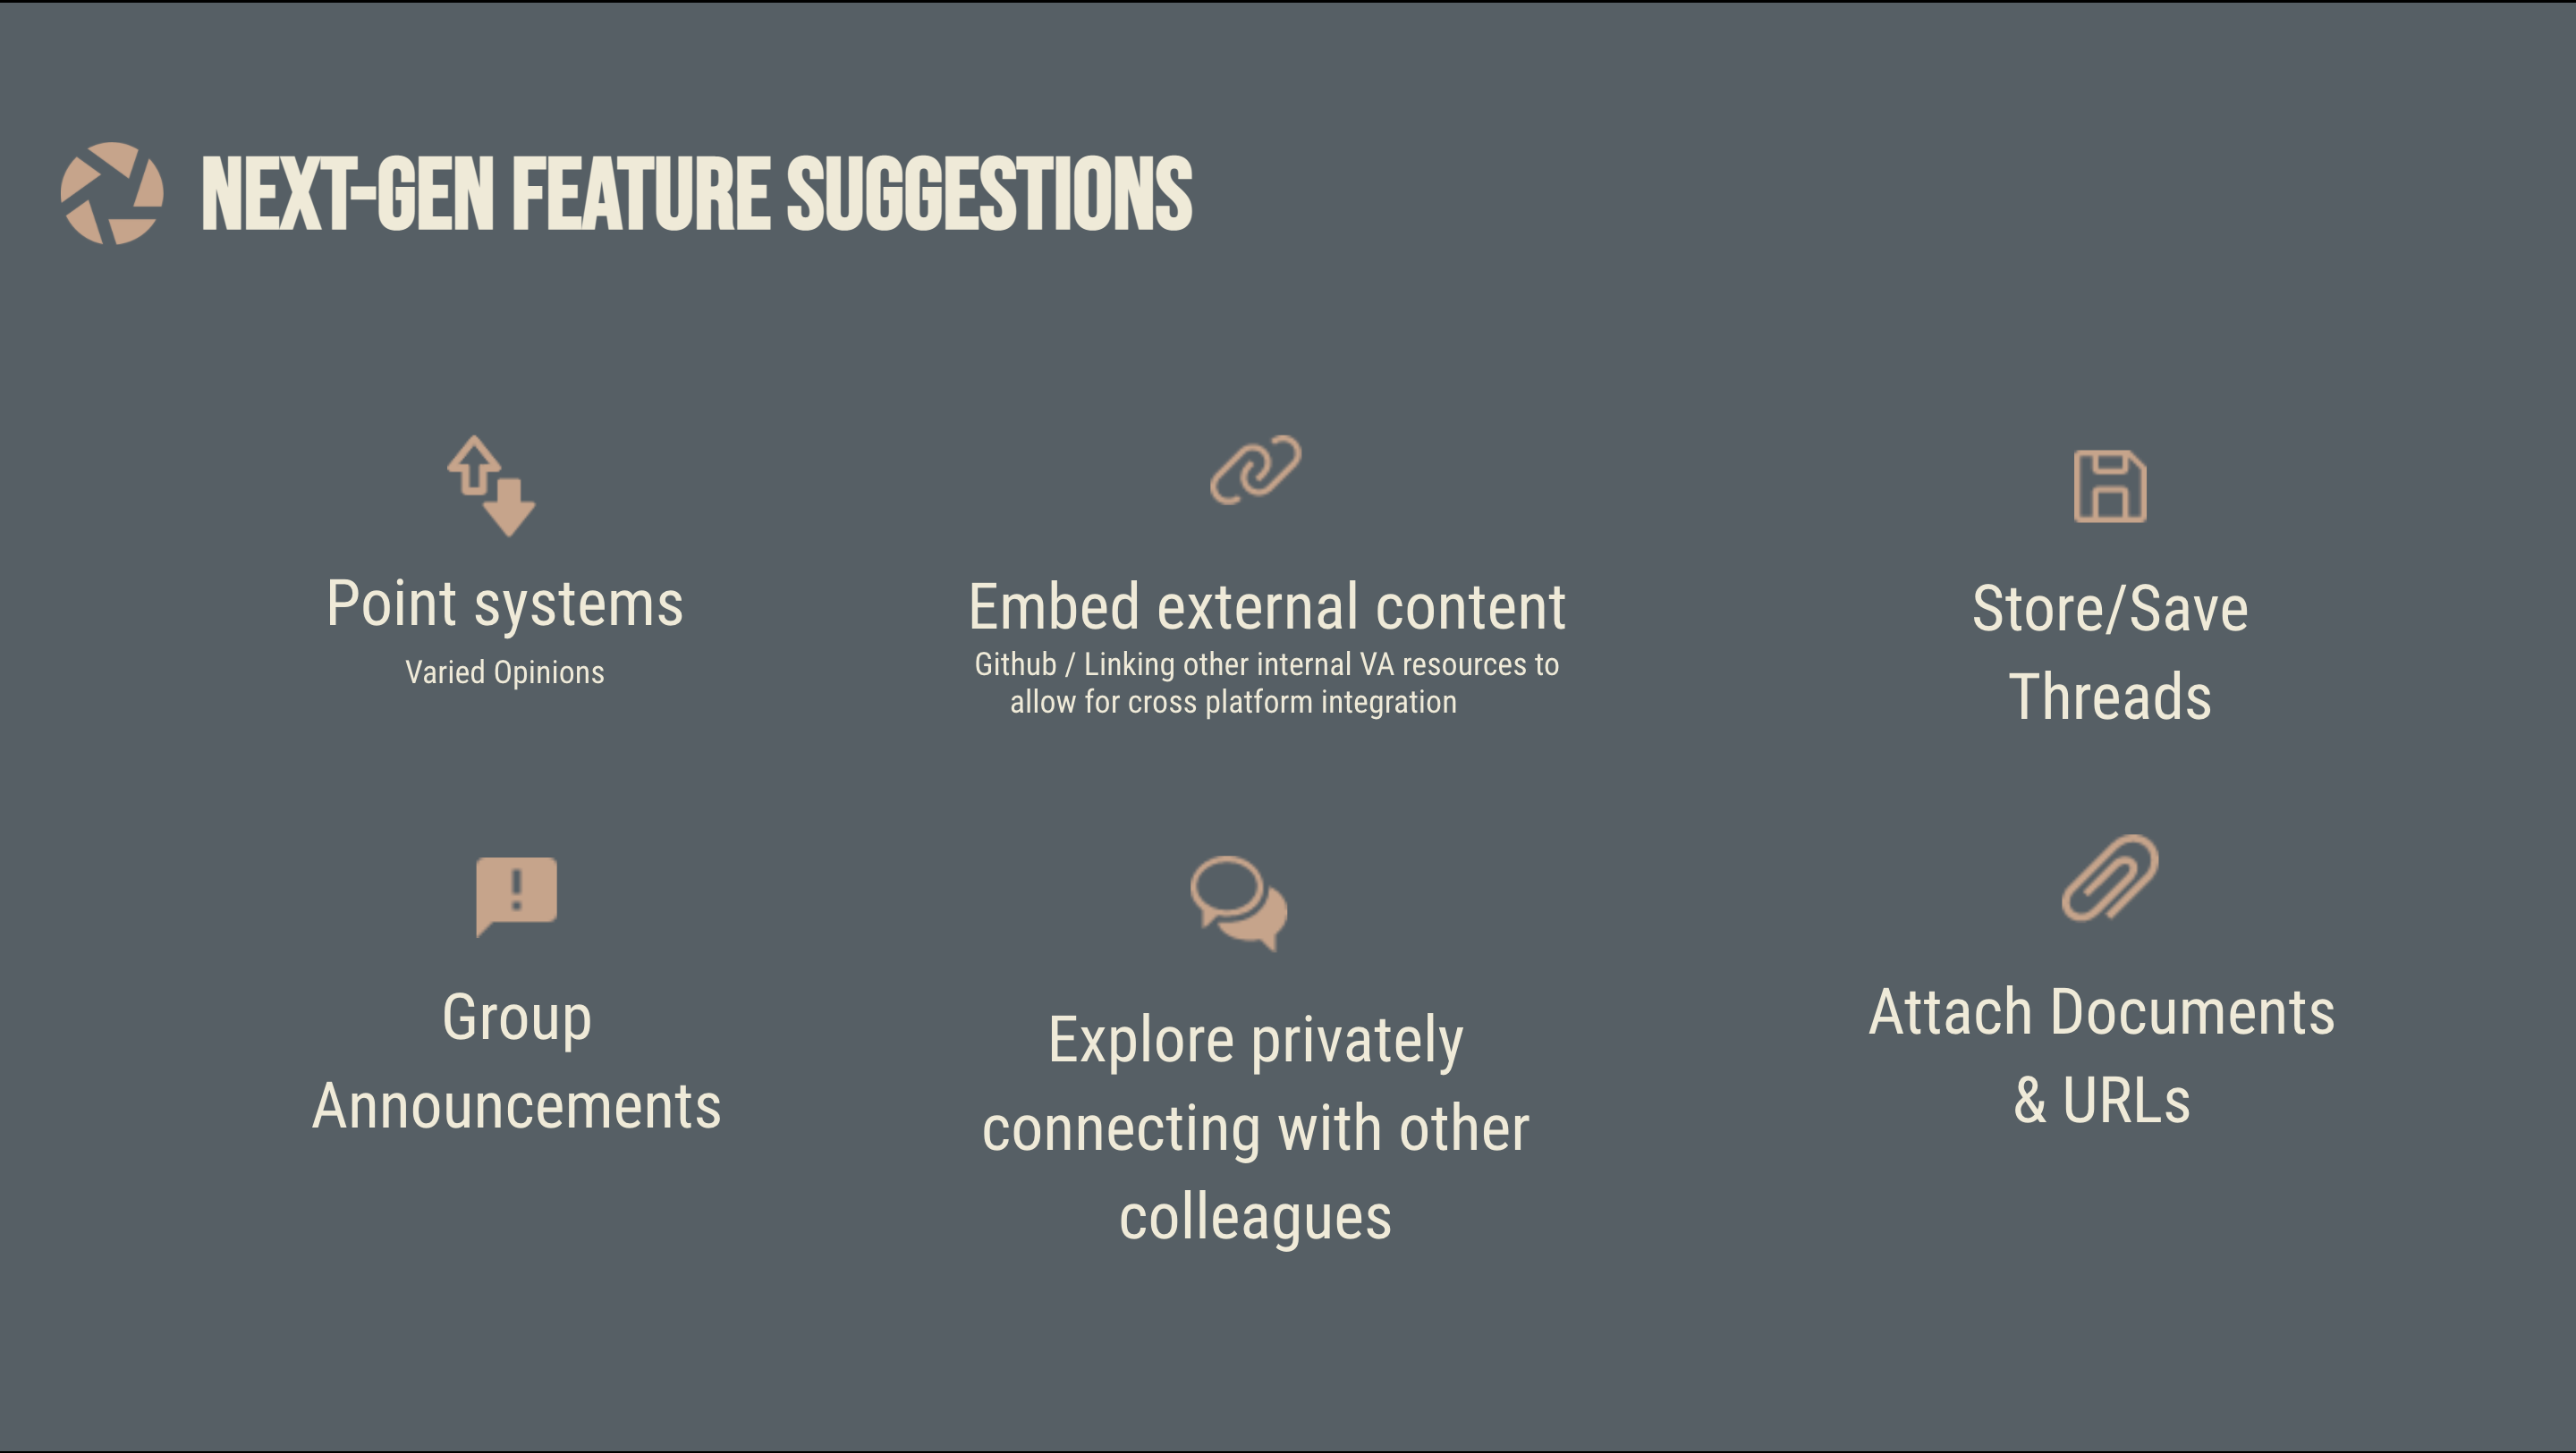 NEXT-GEN FEATURE SUGGESTIONS
Point systems
Varied Opinions
Embed external content
Github / Linking other internal VA resources to
allow for cross platform integration
Store/Save
Threads
Group
Announcements
Explore privately
connecting with other
colleagues
Attach Documents
& URLs